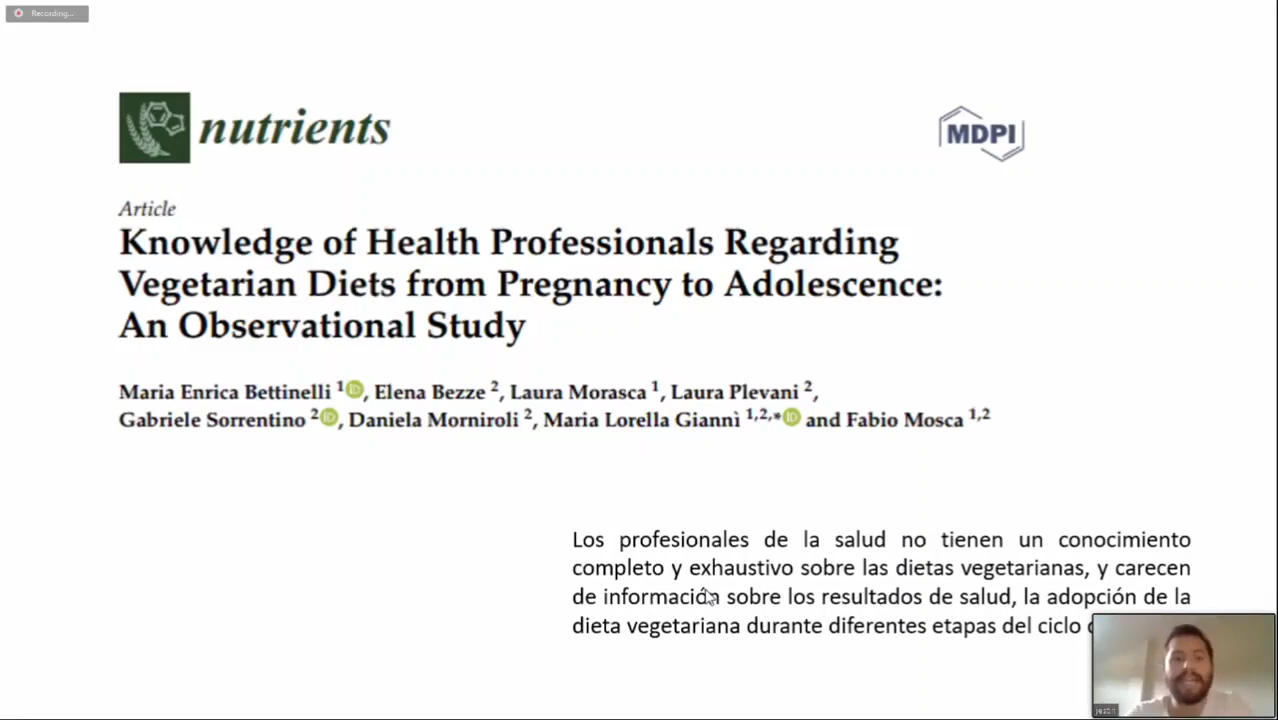 Recording...
nutrients
MDPI
Article
Knowledge of Health Professionals Regarding
Vegetarian Diets from Pregnancy to Adolescence:
An Observational Study
Maria Enrica Bettinelli 1 iD, Elena Bezze 2, Laura Morasca 1, Laura Plevani 2,
Gabriele Sorrentino 2 iD, Daniela Morniroli 2, Maria Lorella Giannì 1,2,* iD and Fabio Mosca 1,2
Los profesionales de la salud no tienen un conocimiento
completo y exhaustivo sobre las dietas vegetarianas, y carecen
de información sobre los resultados de salud, la adopción de la
dieta vegetariana durante diferentes etapas del ciclo